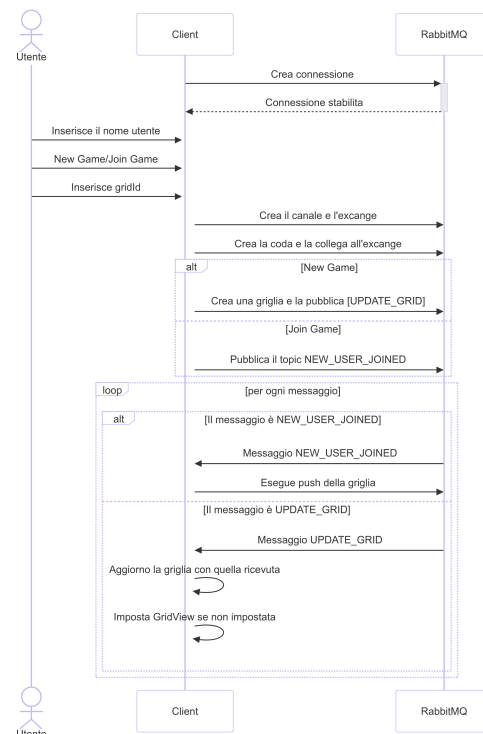 Utente
Client
RabbitMQ
Crea connessione
Connessione stabilita
Inserisce il nome utente
New Game/Join Game
Inserisce gridId
Crea il canale e l'excange
Crea la coda e la collega all'excange
alt
[New Game]
Crea una griglia e la pubblica [UPDATE_GRID]
[Join Game]
Pubblica il topic NEW_USER_JOINED
loop
[per ogni messaggio]
alt
[Il messaggio è NEW_USER_JOINED]
Messaggio NEW_USER_JOINED
Esegue push della griglia
[Il messaggio è UPDATE_GRID]
Messaggio UPDATE_GRID
Aggiorno la griglia con quella ricevuta
Imposta GridView se non impostata
Utente
Client
RabbitMQ